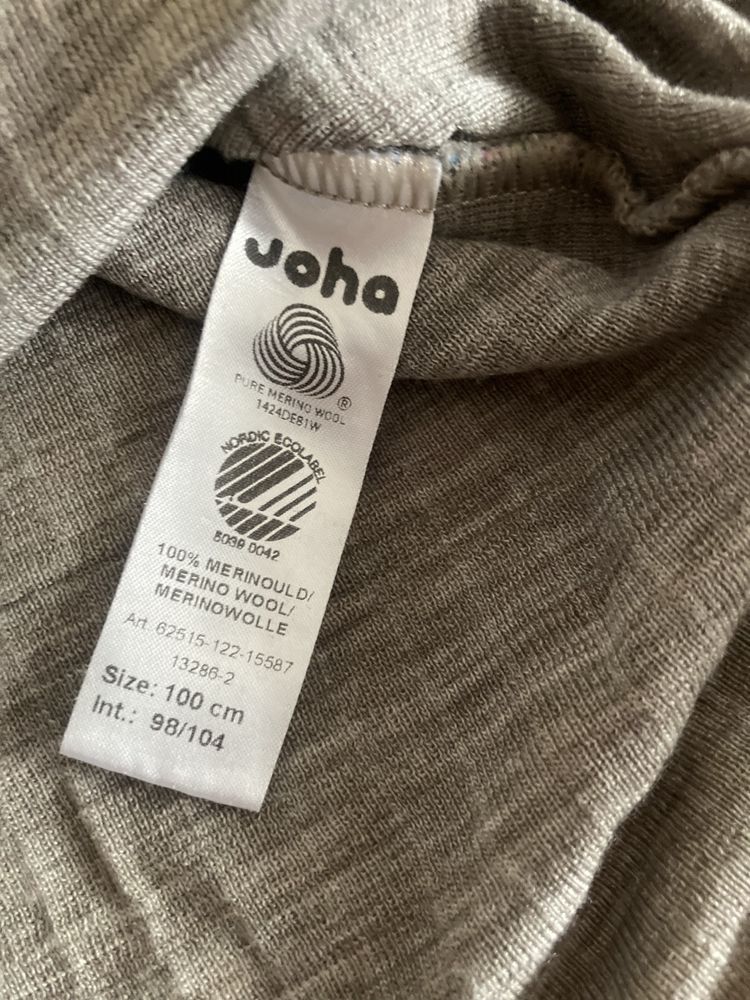 Joha
PURE MERINO WOOL
®
1424DE81W
NORDIC ECOLABEL
5039 0042
100% MERINOULD/
MERINO WOOL/
MERINOWOLLE
Art. 62515-122-15587
13286-2
Size: 100 cm
Int.: 98/104